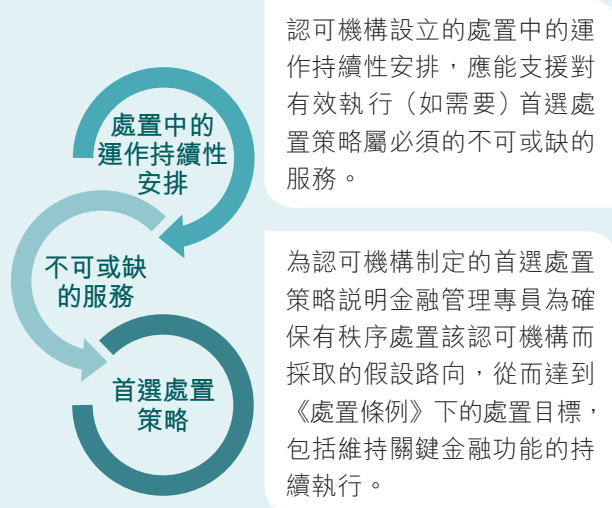 處置中的
運作持續性
安排
認可機構設立的處置中的運
作持續性安排，應能支援對
有效執行（如需要）首選處
置策略屬必須的不可或缺的
服務。
不可或缺
的服務
首選處置
策略
為認可機構制定的首選處置
策略説明金融管理專員為確
保有秩序處置該認可機構而
採取的假設路向，從而達到
《處置條例》下的處置目標，
包括維持關鍵金融功能的持
續執行。